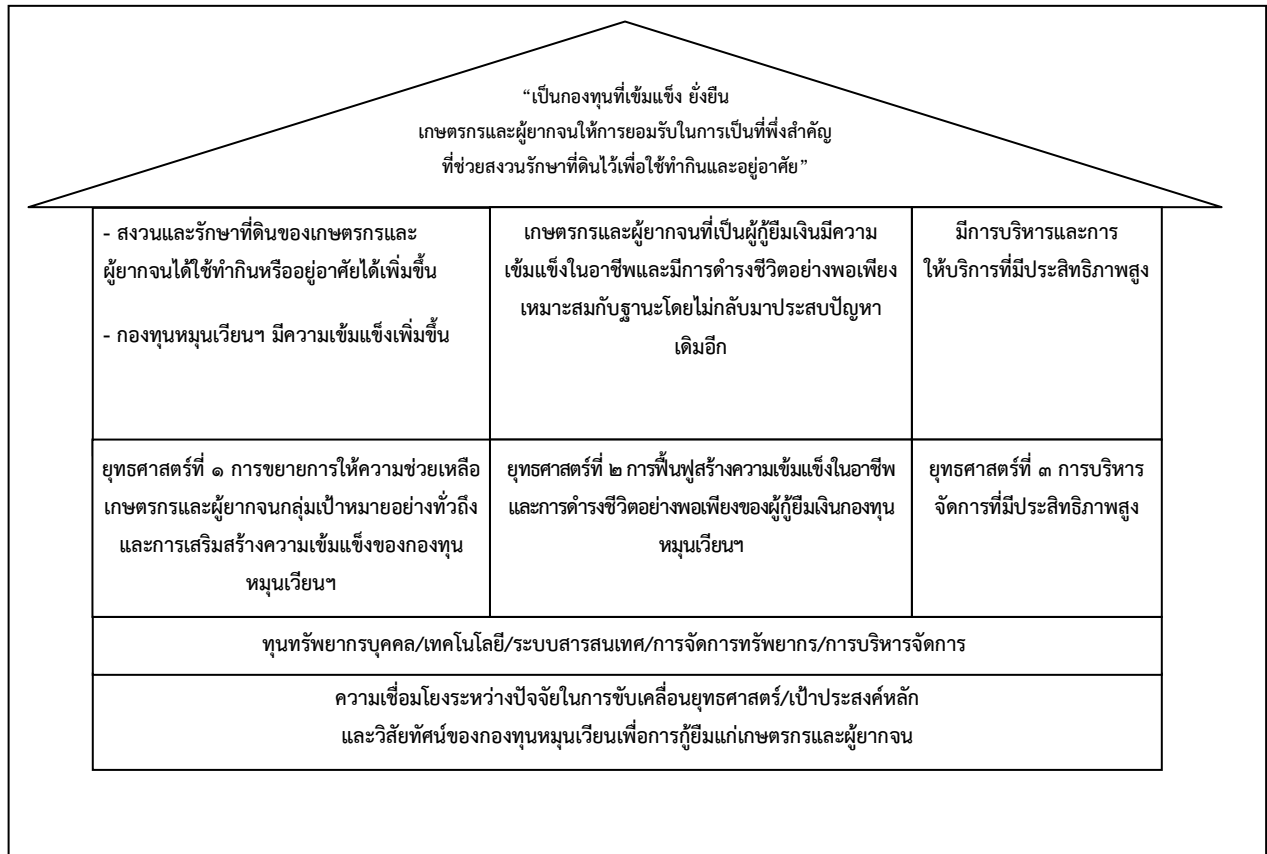 “เป็นกองทุนที่เข้มแข็ง ยั่งยืน
เกษตรกรและผู้ยากจนให้การยอมรับในการเป็นที่พึ่งสำคัญ
ที่ช่วยสงวนรักษาที่ดินไว้เพื่อใช้ทำกินและอยู่อาศัย”
- สงวนและรักษาที่ดินของเกษตรกรและ
ผู้ยากจนได้ใช้ทำกินหรืออยู่อาศัยได้เพิ่มขึ้น
- กองทุนหมุนเวียนฯ มีความเข้มแข็งเพิ่มขึ้น
เกษตรกรและผู้ยากจนที่เป็นผู้กู้ยืมเงินมีความ
เข้มแข็งในอาชีพและมีการดำรงชีวิตอย่างพอเพียง
เหมาะสมกับฐานะโดยไม่กลับมาประสบปัญหา
เดิมอีก
มีการบริหารและการ
ให้บริการที่มีประสิทธิภาพสูง
ยุทธศาสตร์ที่ ๑ การขยายการให้ความช่วยเหลือ
เกษตรกรและผู้ยากจนกลุ่มเป้าหมายอย่างทั่วถึง
และการเสริมสร้างความเข้มแข็งของกองทุน
หมุนเวียนฯ
ยุทธศาสตร์ที่ ๒ การฟื้นฟูสร้างความเข้มแข็งในอาชีพ
และการดำรงชีวิตอย่างพอเพียงของผู้กู้ยืมเงินกองทุน
หมุนเวียนฯ
ยุทธศาสตร์ที่ ๓ การบริหาร
จัดการที่มีประสิทธิภาพสูง
ทุนทรัพยากรบุคคล/เทคโนโลยี/ระบบสารสนเทศ/การจัดการทรัพยากร/การบริหารจัดการ
ความเชื่อมโยงระหว่างปัจจัยในการขับเคลื่อนยุทธศาสตร์/เป้าประสงค์หลัก
และวิสัยทัศน์ของกองทุนหมุนเวียนเพื่อการกู้ยืมแก่เกษตรกรและผู้ยากจน